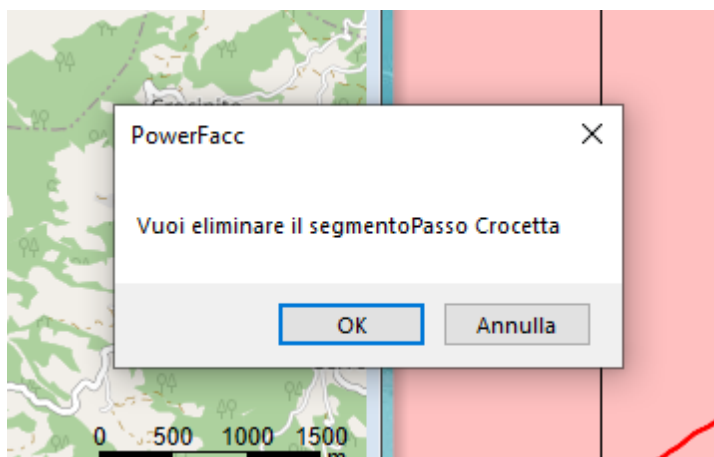 PowerFacc
Vuoi eliminare il segmentoPasso Crocetta
OK
Annulla
0 500 1000 1500
m